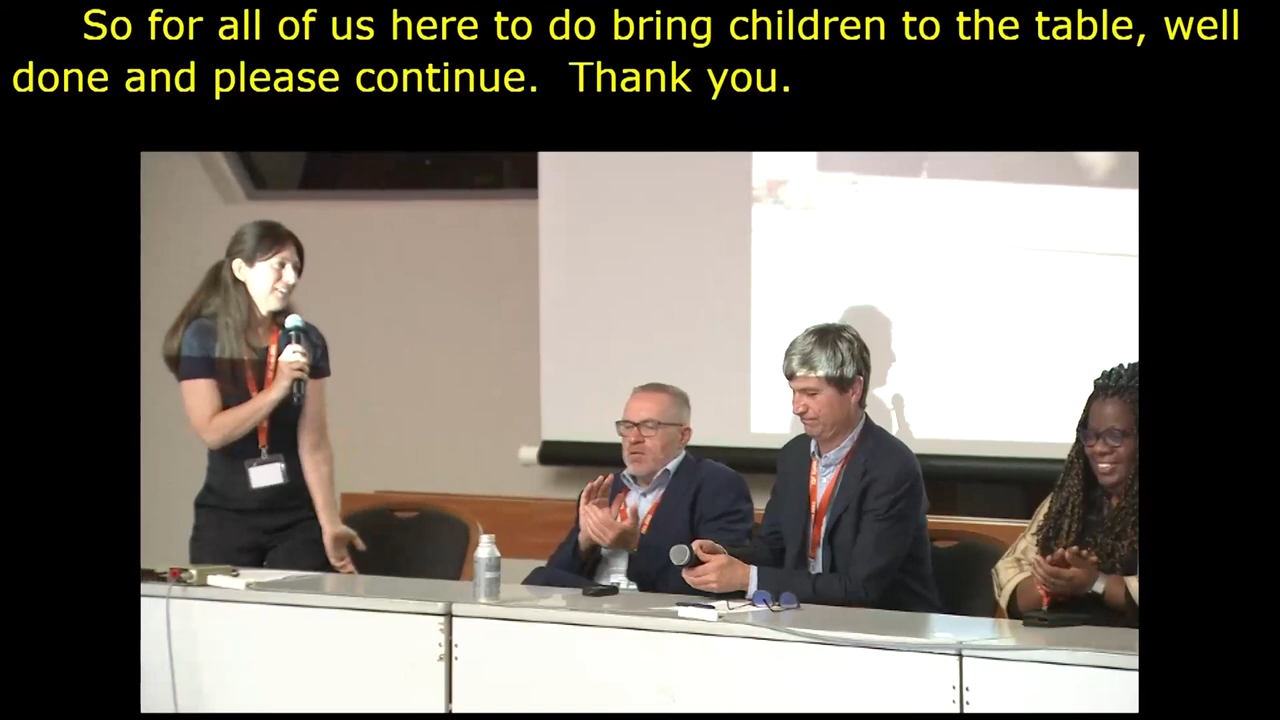 So for all of us here to do bring children to the table, well
done and please continue.  Thank you.